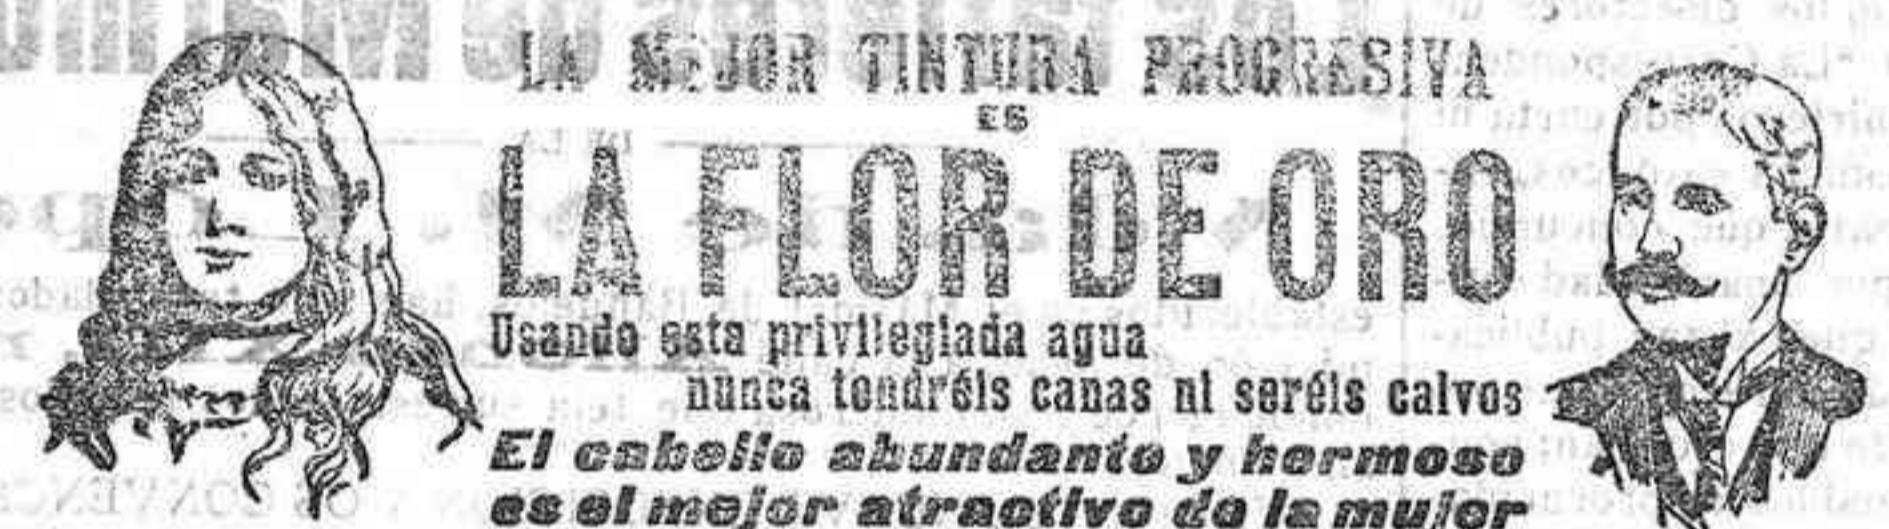 LA MEJOR TINTURA PROGRESIVA
ES
LA FLOR DE ORO
Usando esta privilegiada agua
nunca tendréis canas ni seréis calvos
El cabello abundante y hermoso
es el mejor atractivo de la mujer